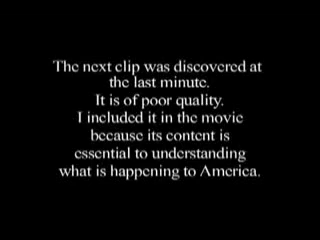 The next clip was discovered at
the last minute.
It is of poor quality.
I included it in the movie
because its content is
essential to understanding
what is happening to America.